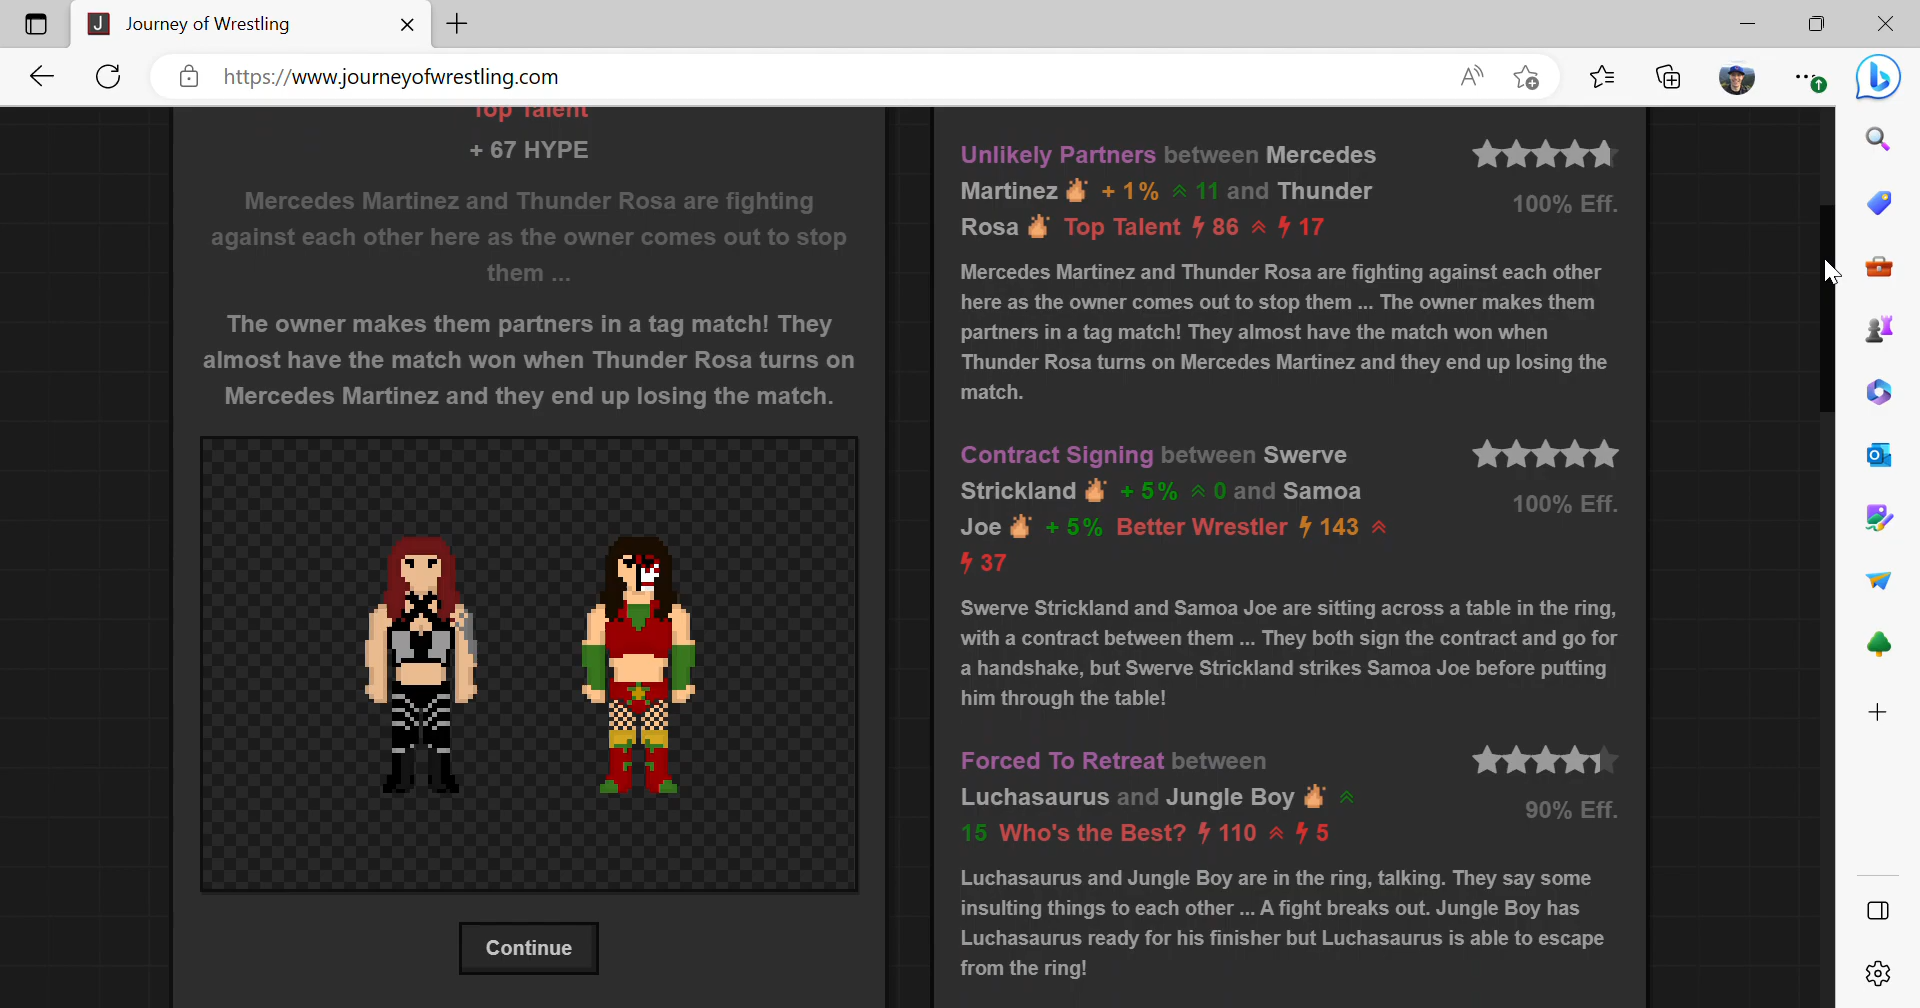 Journey of Wrestling
https://www.journeyofwrestling.com
Top Talent
+ 67 HYPE
Mercedes Martinez and Thunder Rosa are fighting
against each other here as the owner comes out to stop
them ...
The owner makes them partners in a tag match! They
almost have the match won when Thunder Rosa turns on
Mercedes Martinez and they end up losing the match.
Continue
Unlikely Partners between Mercedes
Martinez + 1% 11 and Thunder
Rosa Top Talent 86 17
100% Eff.
Mercedes Martinez and Thunder Rosa are fighting against each other
here as the owner comes out to stop them ... The owner makes them
partners in a tag match! They almost have the match won when
Thunder Rosa turns on Mercedes Martinez and they end up losing the
match.
Contract Signing between Swerve
Strickland + 5% 0 and Samoa
Joe + 5% Better Wrestler 143
37
100% Eff.
Swerve Strickland and Samoa Joe are sitting across a table in the ring,
with a contract between them ... They both sign the contract and go for
a handshake, but Swerve Strickland strikes Samoa Joe before putting
him through the table!
Forced To Retreat between
Luchasaurus and Jungle Boy
15 Who's the Best? 110 5
90% Eff.
Luchasaurus and Jungle Boy are in the ring, talking. They say some
insulting things to each other ... A fight breaks out. Jungle Boy has
Luchasaurus ready for his finisher but Luchasaurus is able to escape
from the ring!